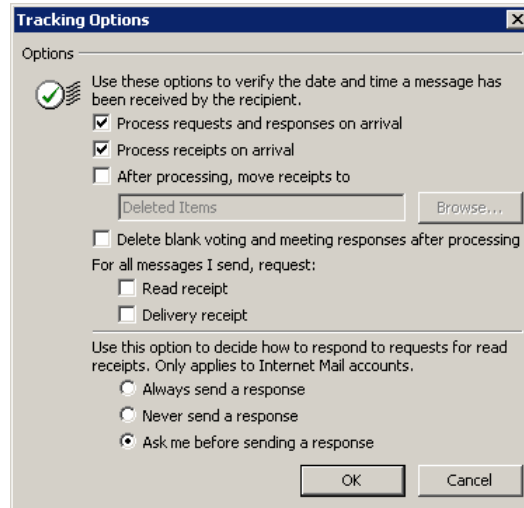 Tracking Options
Options
Use these options to verify the date and time a message has
been received by the recipient.
Process requests and responses on arrival
Process receipts on arrival
After processing, move receipts to
Deleted Items
Browse...
Delete blank voting and meeting responses after processing
For all messages I send, request:
Read receipt
Delivery receipt
Use this option to decide how to respond to requests for read
receipts. Only applies to Internet Mail accounts.
Always send a response
Never send a response
Ask me before sending a response
OK
Cancel